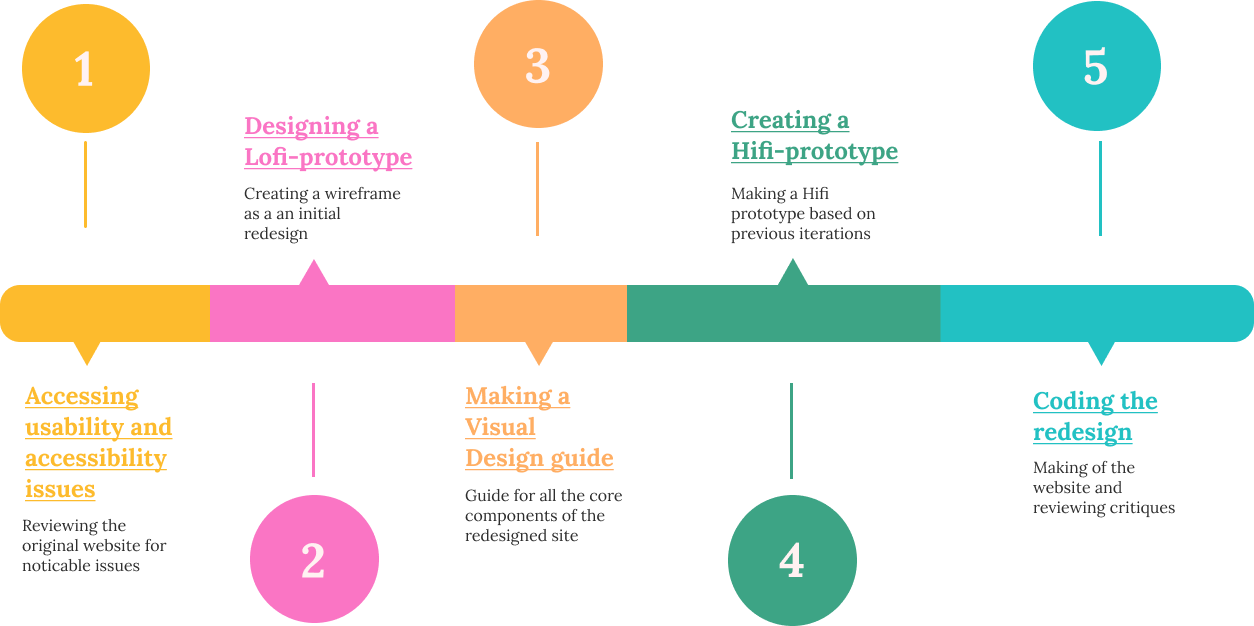 1
Accessing
usability and
accessibility
issues
Reviewing the
original website for
noticable issues
Designing a
Lofi-prototype
Creating a wireframe
as a an initial
redesign
2
3
Making a
Visual
Design guide
Guide for all the core
components of the
redesigned site
Creating a
Hifi-prototype
Making a Hifi
prototype based on
previous iterations
4
5
Coding the
redesign
Making of the
website and
reviewing critiques